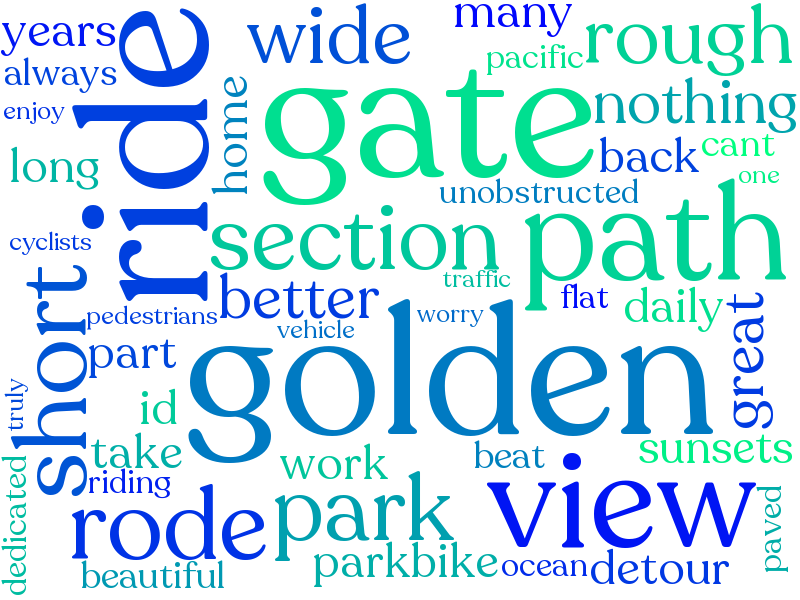 years
always
enjoy
long
ride
wide
home
gate
many
pacific
rough
nothing
back
cant
one
unobstructed
section
path
cyclists
short
pedestrians
better
traffic
flat
daily
great
part
vehicle
worry
golden
truly
id
take
work
beat
sunsets
dedicated
riding
rode
park
view
paved
beautiful
parkbike
ocean
detour